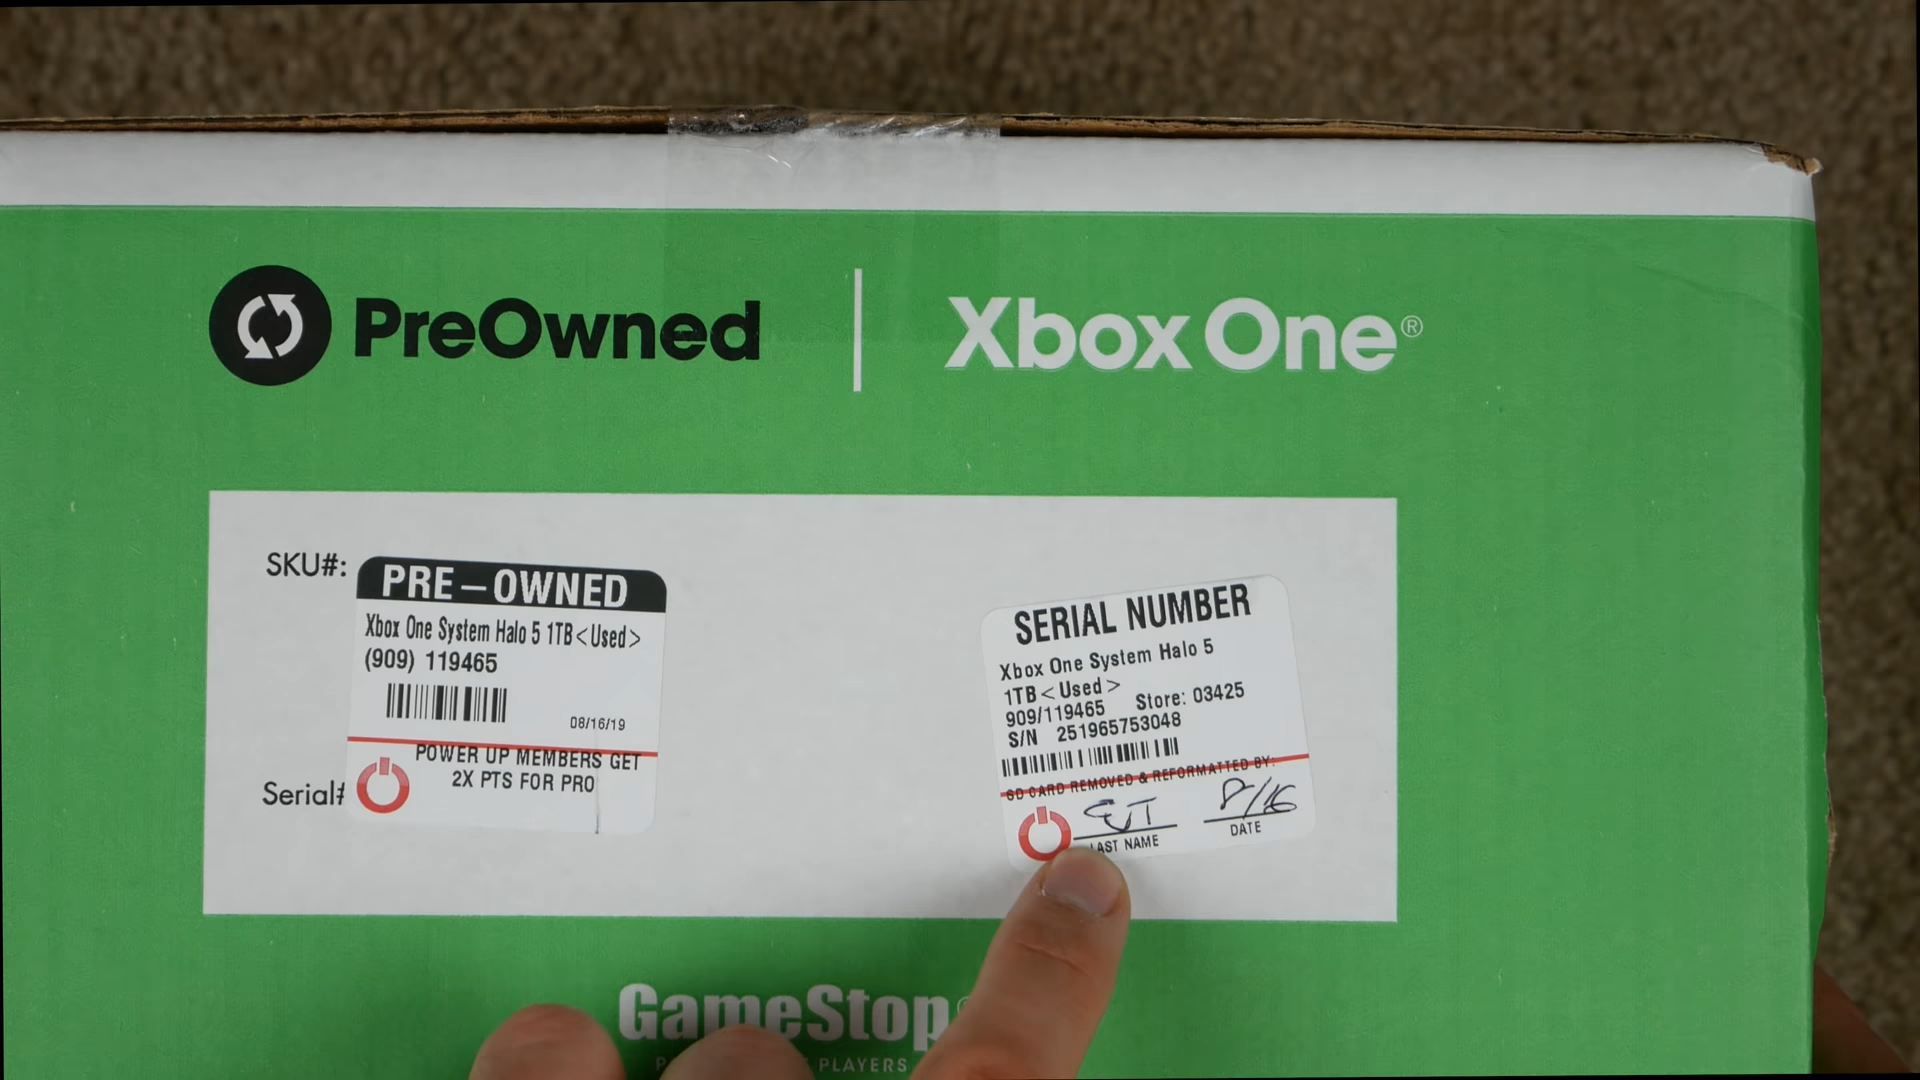 PreOwned | Xbox One®
SKU#:
PRE-OWNED
Xbox One System Halo 5 1TB<Used>
(909) 119465
08/16/19
POWER UP MEMBERS GET
2X PTS FOR PRO
Serial#
SERIAL NUMBER
Xbox One System Halo 5
1TB<Used>
909/119465 Store: 03425
S/N 251965753048
SD CARD REMOVED & REFORMATTED BY:
8/16
LAST NAME
DATE
GameStop
PLAYERS